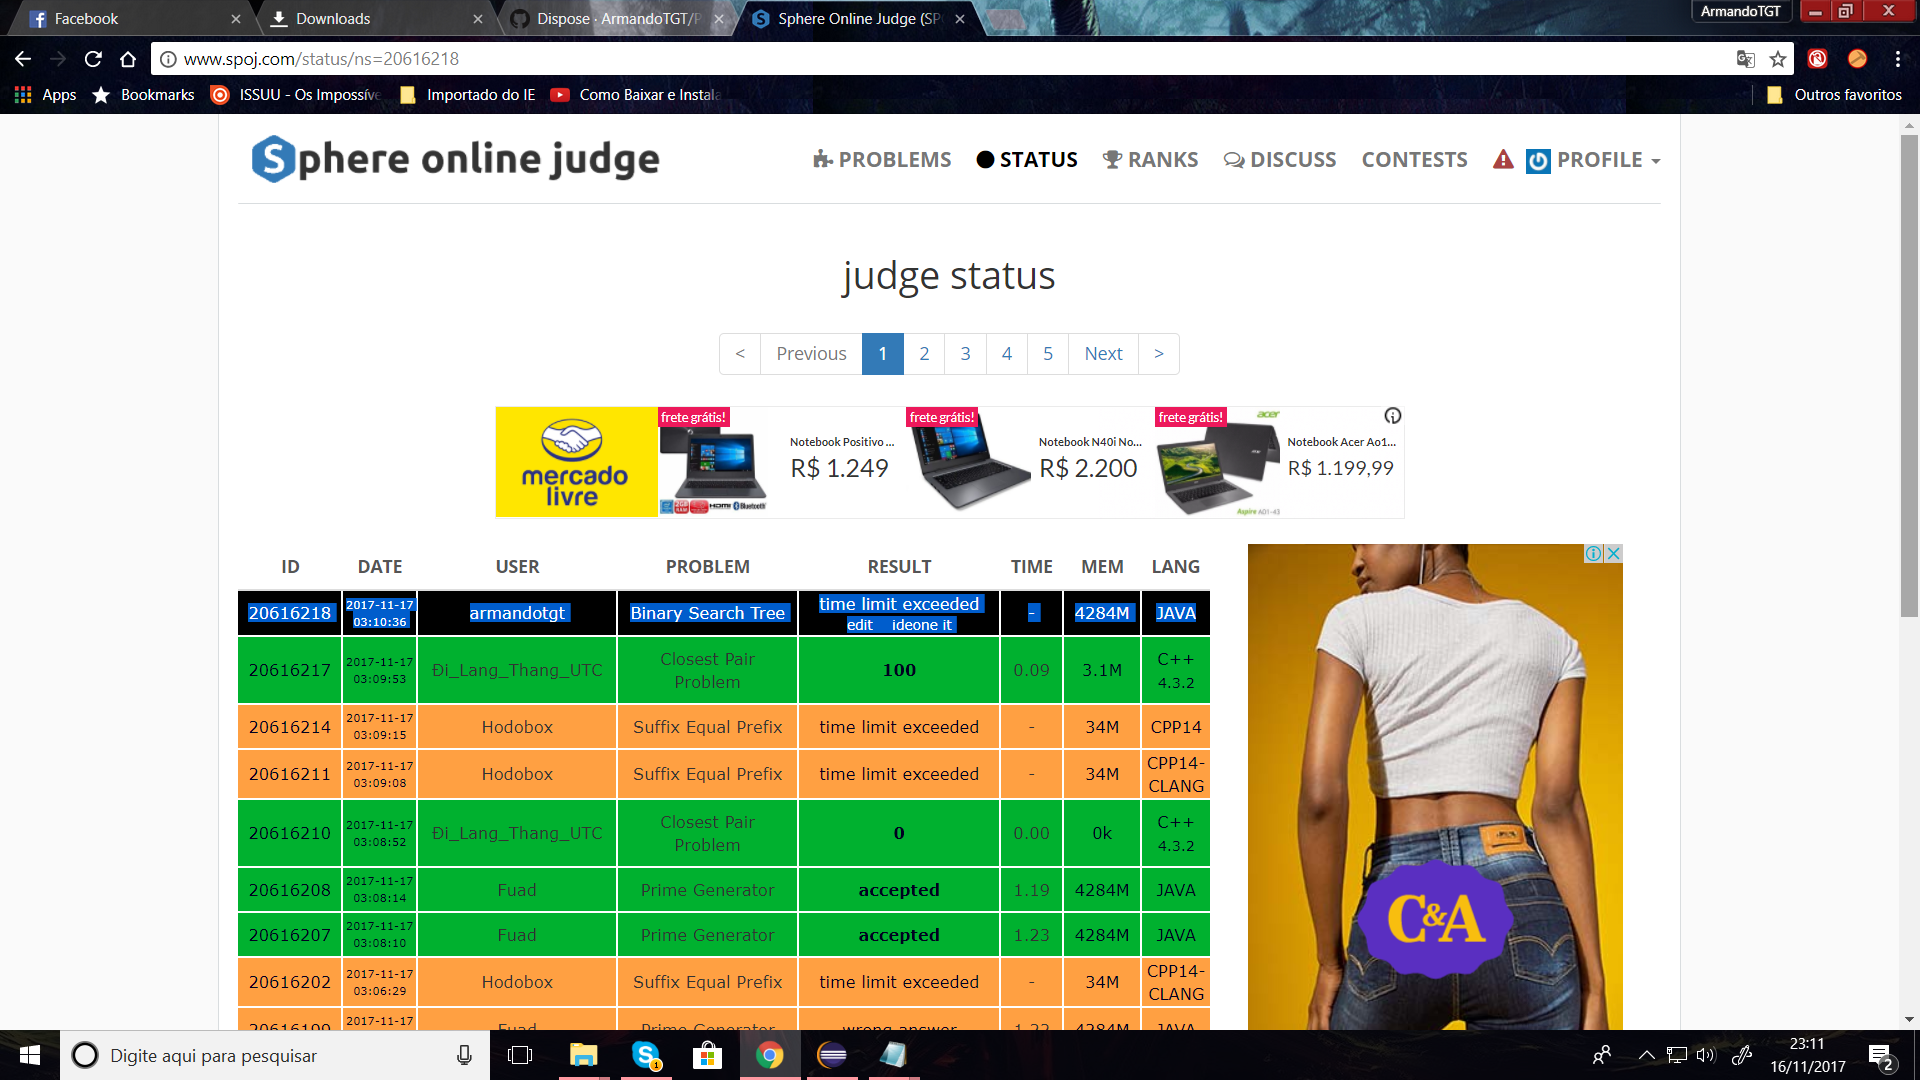 Facebook
Downloads
Dispose · ArmandoTGT/P
Sphere Online Judge (SP
ArmandoTGT
www.spoj.com/status/ns=20616218
Apps
Bookmarks
ISSUU - Os Impossíve
Importado do IE
Como Baixar e Instala
Outros favoritos
Sphere online judge
PROBLEMS
STATUS
RANKS
DISCUSS
CONTESTS
PROFILE
judge status
< Previous 1 2 3 4 5 Next >
mercado
livre
frete grátis!
Notebook Positivo ...
R$ 1.249
HDMI Bluetooth
frete grátis!
Notebook N40i No...
R$ 2.200
frete grátis!
acer
Notebook Acer Ao1...
R$ 1.199,99
Aspire AO1-43
ID DATE USER PROBLEM RESULT TIME MEM LANG
20616218 2017-11-17 03:10:36 armandotgt Binary Search Tree time limit exceeded - 4284M JAVA
edit ideone it
20616217 2017-11-17 03:09:53 Đi_Lang_Thang_UTC Closest Pair Problem 100 0.09 3.1M C++ 4.3.2
20616214 2017-11-17 03:09:15 Hodobox Suffix Equal Prefix time limit exceeded - 34M CPP14
20616211 2017-11-17 03:09:08 Hodobox Suffix Equal Prefix time limit exceeded - 34M CPP14-CLANG
20616210 2017-11-17 03:08:52 Đi_Lang_Thang_UTC Closest Pair Problem 0 0.00 0k C++ 4.3.2
20616208 2017-11-17 03:08:14 Fuad Prime Generator accepted 1.19 4284M JAVA
20616207 2017-11-17 03:08:10 Fuad Prime Generator accepted 1.23 4284M JAVA
20616202 2017-11-17 03:06:29 Hodobox Suffix Equal Prefix time limit exceeded - 34M CPP14-CLANG
20616199 2017-11-17 Fuad Prime Generator wrong answer 4284M JAVA
C&A
Digite aqui para pesquisar
1
23:11
16/11/2017
2